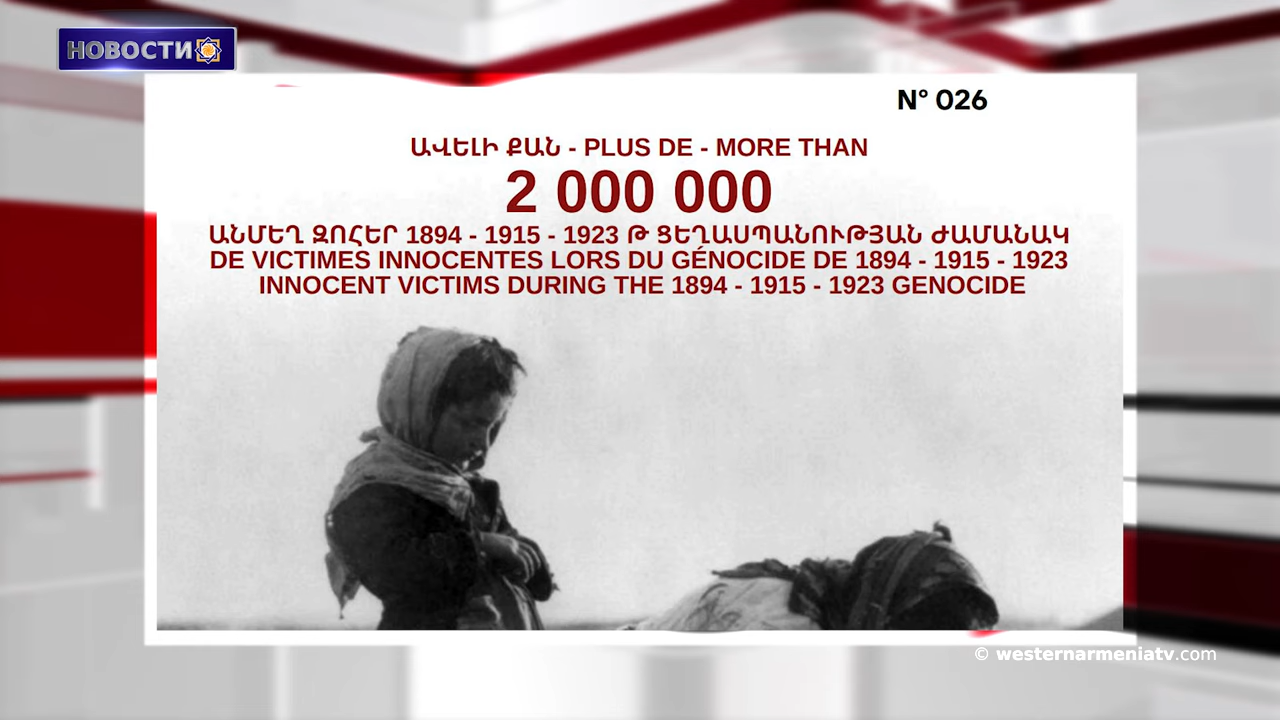 НОВОСТИ
N° 026
ԱՎԵԼԻ ՔԱՆ - PLUS DE - MORE THAN
2 000 000
ԱՆՄԵՂ ԶՈՀԵՐ 1894 - 1915 - 1923 Թ ՑԵՂԱՍՊԱՆՈՒԹՅԱՆ ԺԱՄԱՆԱԿ
DE VICTIMES INNOCENTES LORS DU GÉNOCIDE DE 1894 - 1915 - 1923
INNOCENT VICTIMS DURING THE 1894 - 1915 - 1923 GENOCIDE
© westernarmeniatv.com